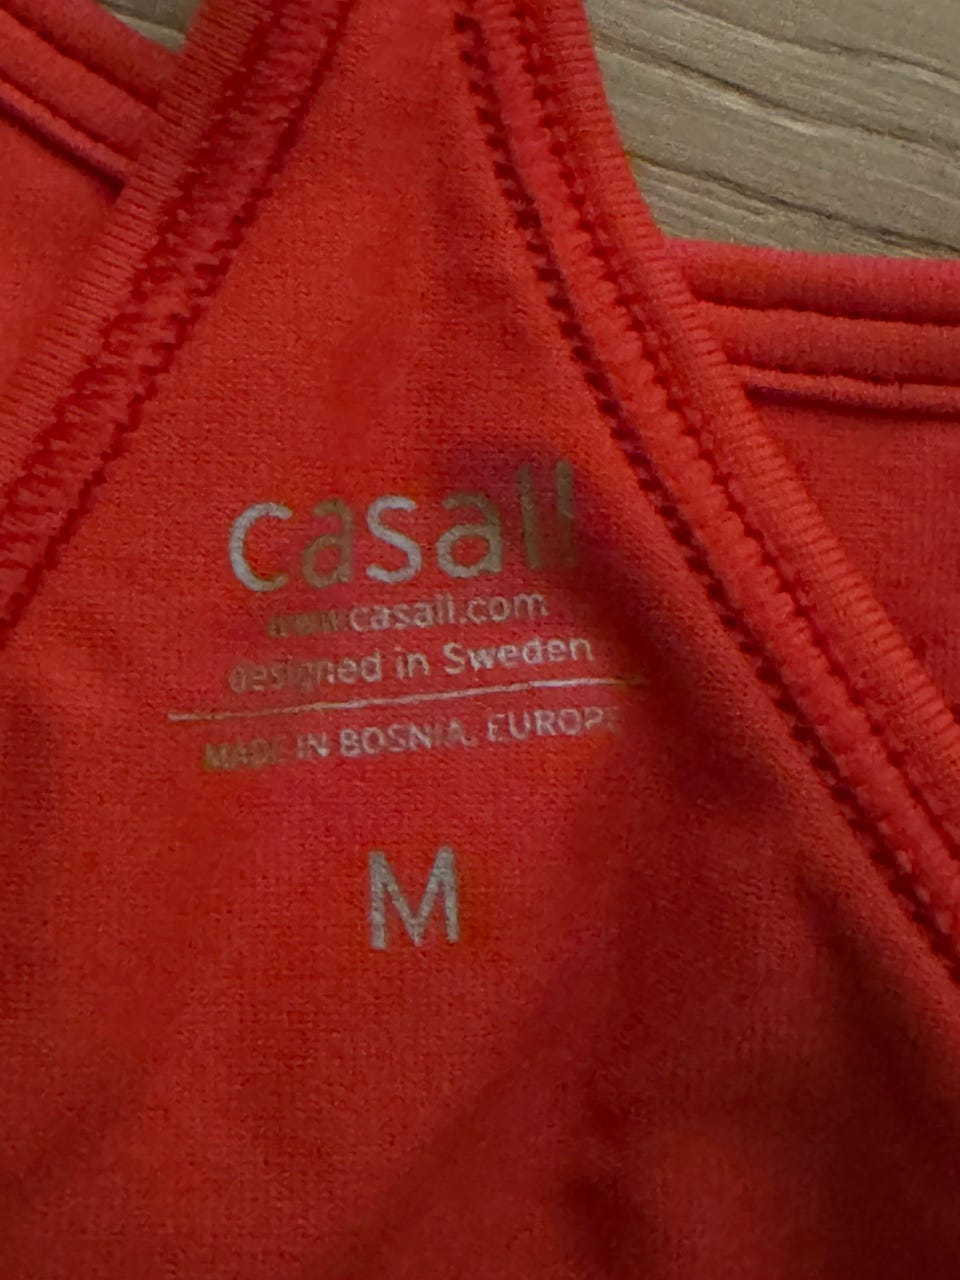 casall
www.casall.com
designed in Sweden
MADE IN BOSNIA, EUROPE
M